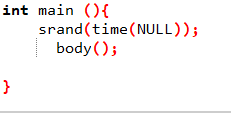 int main (){
srand(time(NULL));
body();
}